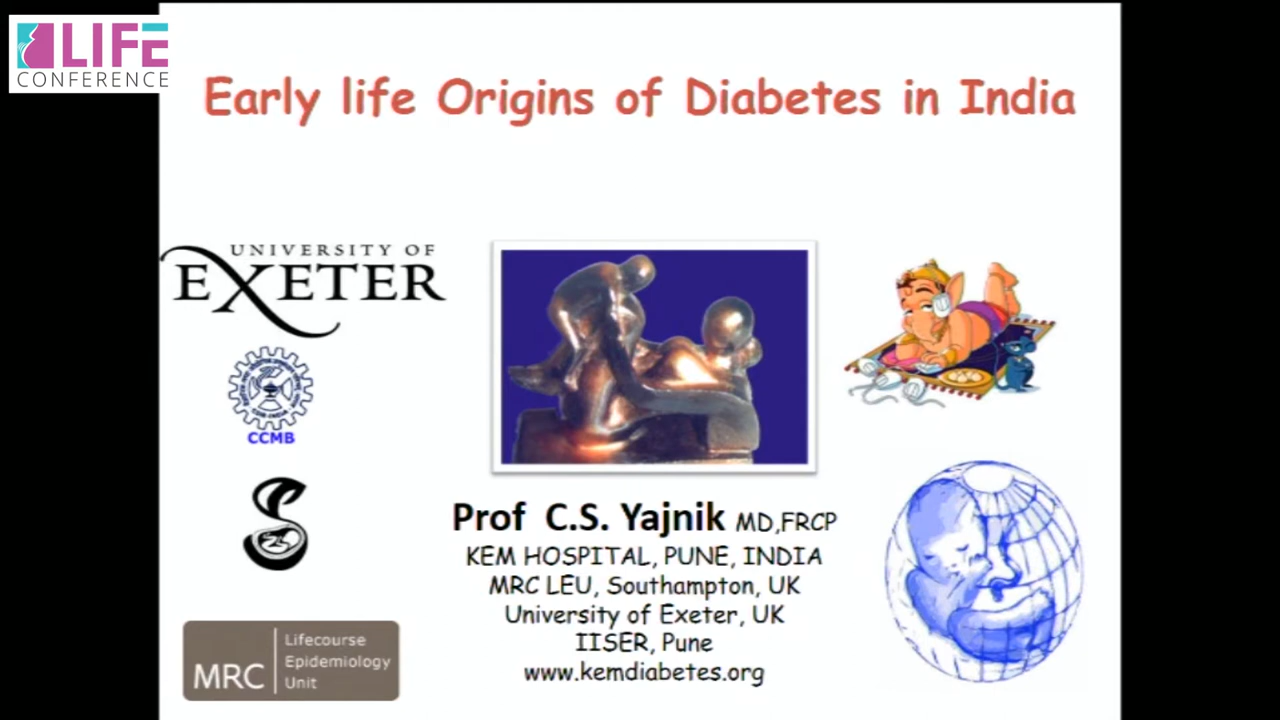 LIFE
CONFERENCE
Early life Origins of Diabetes in India
UNIVERSITY OF
EXETER
CCMB
S
MRC
Lifecourse
Epidemiology
Unit
Prof C.S. Yajnik MD,FRCP
KEM HOSPITAL, PUNE, INDIA
MRC LEU, Southampton, UK
University of Exeter, UK
IISER, Pune
www.kemdiabetes.org